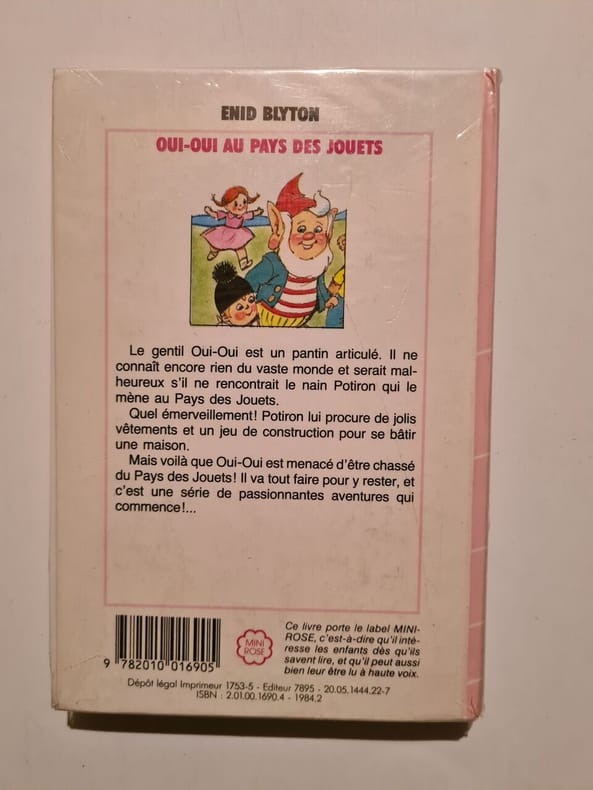 ENID BLYTON
OUI-OUI AU PAYS DES JOUETS
Le gentil Oui-Oui est un pantin articulé. Il ne
connaît encore rien du vaste monde et serait mal-
heureux s'il ne rencontrait le nain Potiron qui le
mène au Pays des Jouets.
Quel émerveillement! Potiron lui procure de jolis
vêtements et un jeu de construction pour se bâtir
une maison.
Mais voilà que Oui-Oui est menacé d'être chassé
du Pays des Jouets! Il va tout faire pour y rester, et
c'est une série de passionnantes aventures qui
commence!...
9 782010 016905
MINI
ROSE
Ce livre porte le label MINI-
ROSE, c'est-à-dire qu'il inté-
resse les enfants dès qu'ils
savent lire, et qu'il peut aussi
bien leur être lu à haute voix.
Dépôt légal Imprimeur 1753-5 - Editeur 7895 - 20.05.1444.22-7
ISBN : 2.01.00.1690.4 - 1984.2